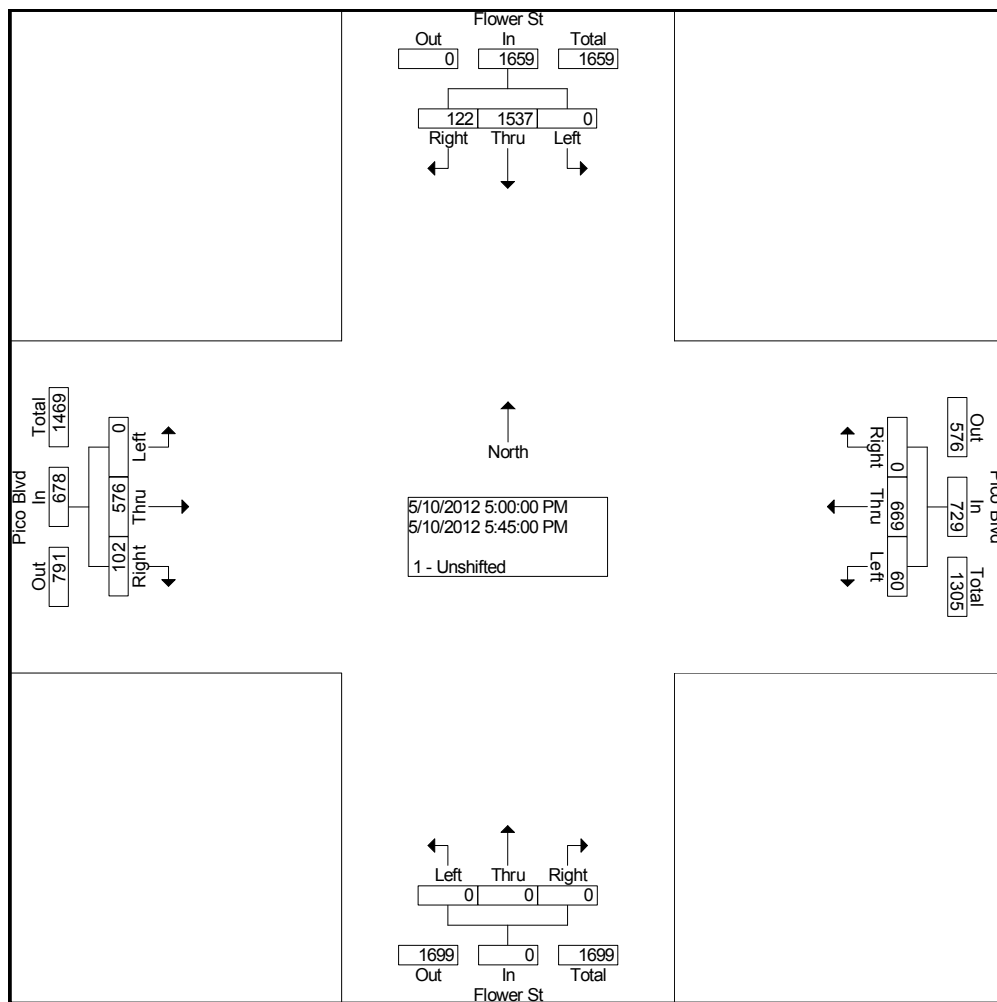 Flower St
Out In Total
0 1659 1659
122 1537 0
Right Thru Left
Pico Blvd
Total In Out
1469 678 791
0 576 102
Left Thru Right
North
5/10/2012 5:00:00 PM
5/10/2012 5:45:00 PM
1 - Unshifted
Right Thru Left
0 669 60
576 729 1305
Out In Total
Pico Blvd
Left Thru Right
0 0 0
1699 0 1699
Out In Total
Flower St